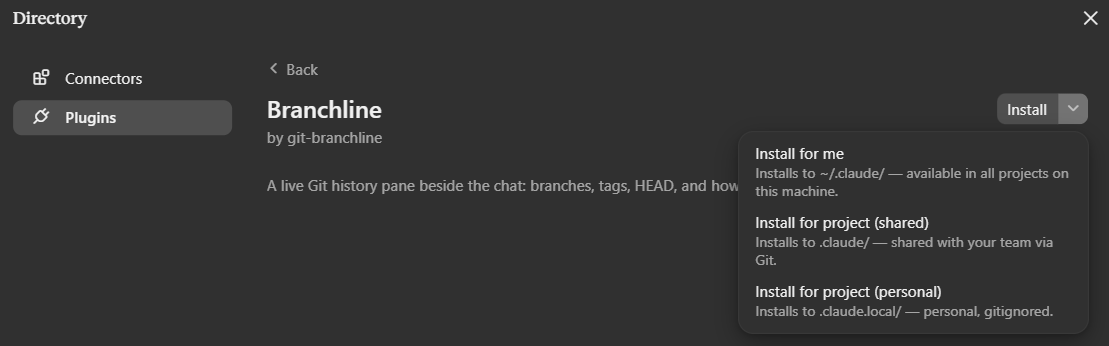 Directory
Connectors
Plugins
Back
Branchline
by git-branchline
Install
A live Git history pane beside the chat: branches, tags, HEAD, and how
Install for me
Installs to ~/.claude/ — available in all projects on
this machine.
Install for project (shared)
Installs to .claude/ — shared with your team via
Git.
Install for project (personal)
Installs to .claude.local/ — personal, gitignored.